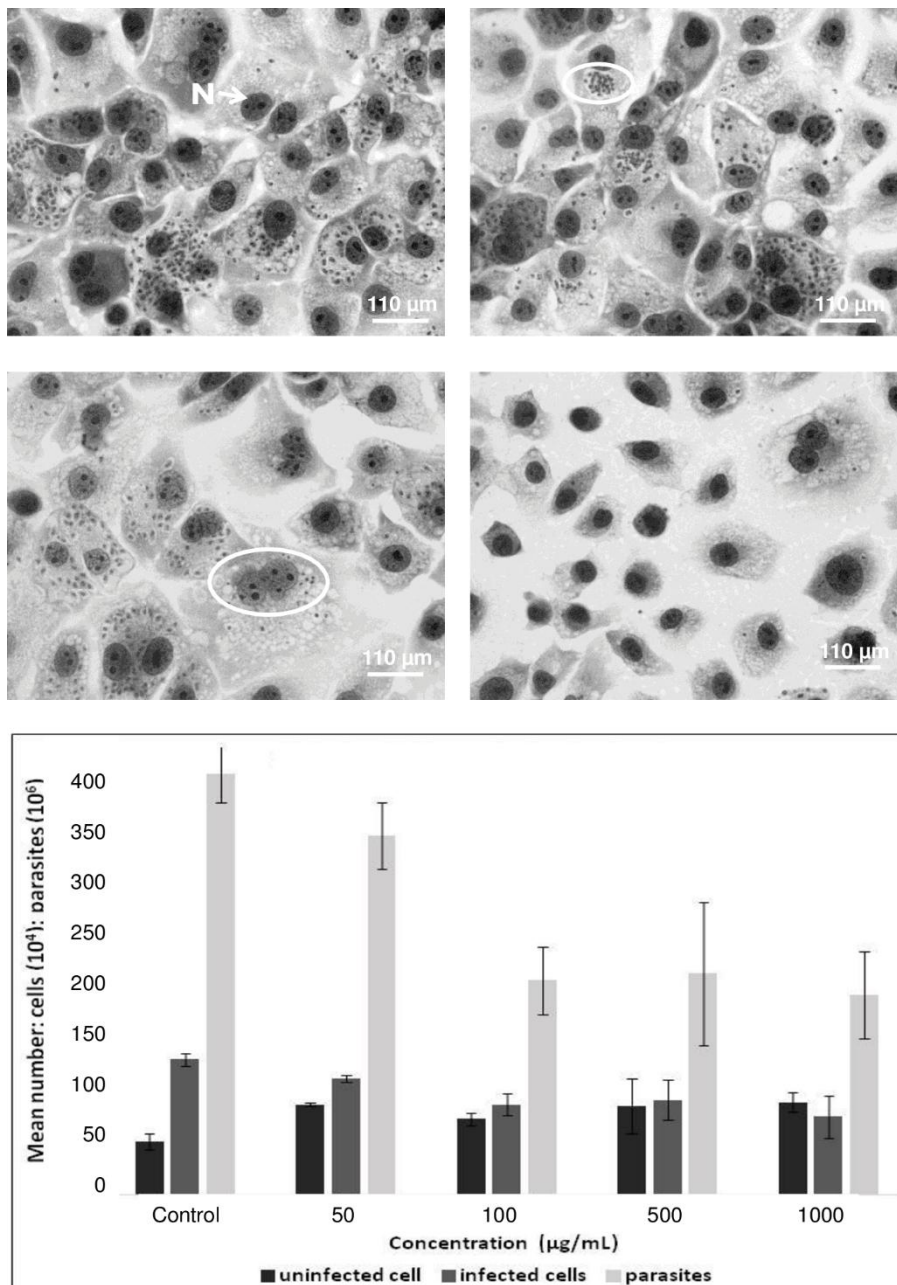 N
110 μm
110 μm
110 μm
110 μm
Mean number: cells (10⁴): parasites (10⁶)
400
350
300
250
200
150
100
50
0
Control 50 100 500 1000
Concentration (μg/mL)
uninfected cell infected cells parasites